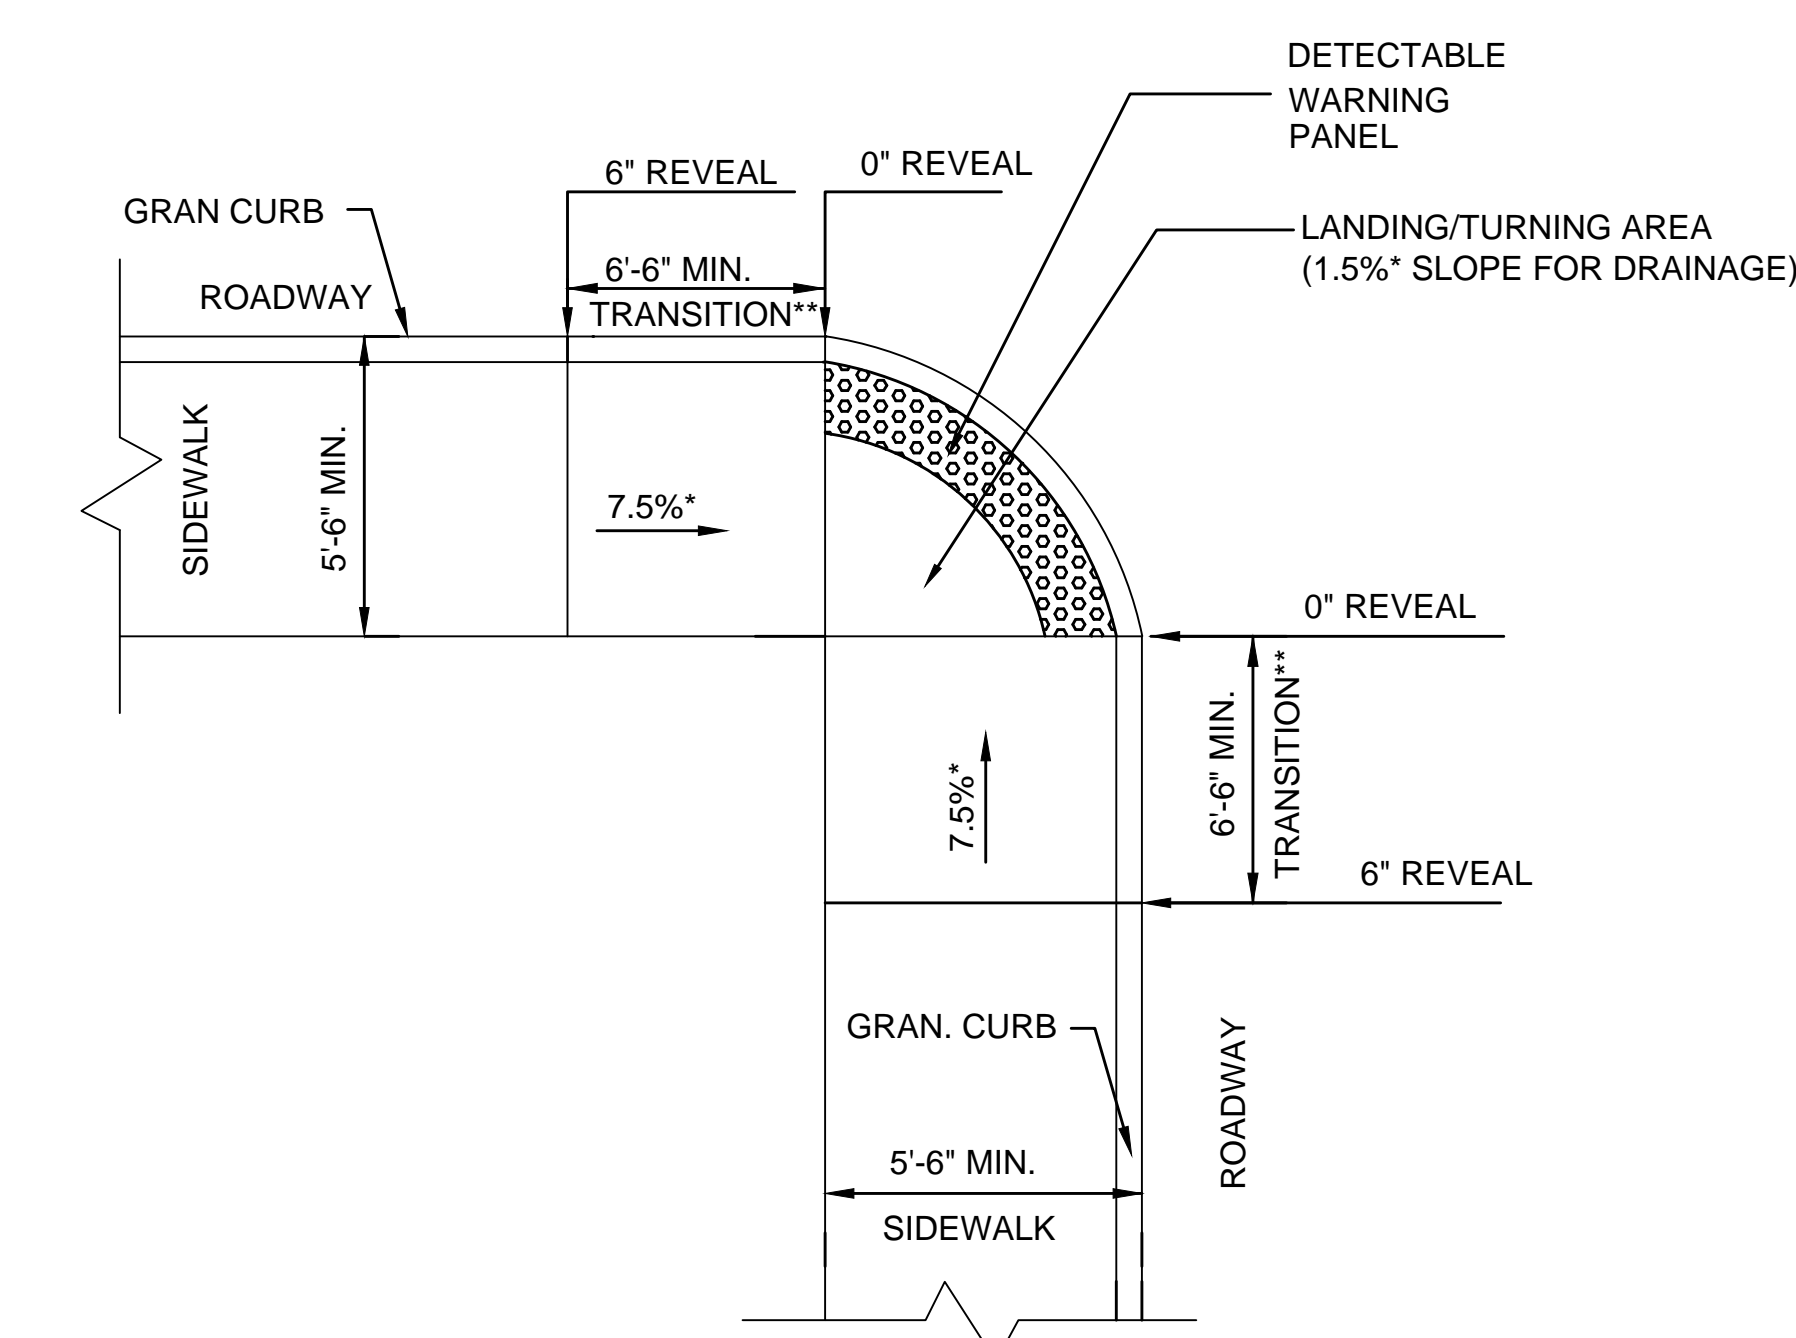 DETECTABLE
WARNING
PANEL
6" REVEAL
0" REVEAL
GRAN CURB
LANDING/TURNING AREA
(1.5%* SLOPE FOR DRAINAGE)
6'-6" MIN.
TRANSITION**
ROADWAY
SIDEWALK
5'-6" MIN.
7.5%*
0" REVEAL
6'-6" MIN.
TRANSITION**
7.5%*
6" REVEAL
GRAN. CURB
ROADWAY
5'-6" MIN.
SIDEWALK